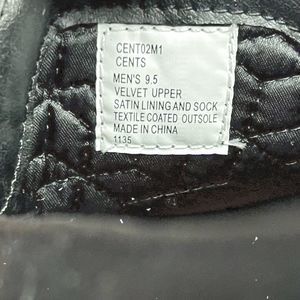 CENT02M1
CENTS
MEN'S 9.5
VELVET UPPER
SATIN LINING AND SOCK
TEXTILE COATED OUTSOLE
MADE IN CHINA
1135